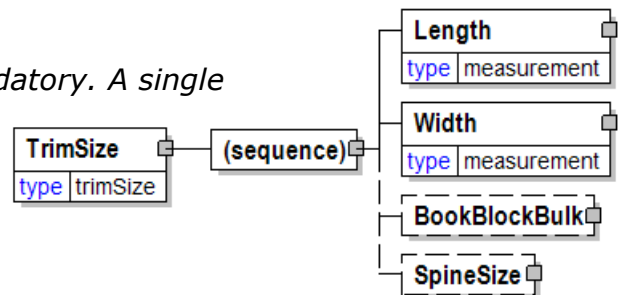 datory. A single
Length
type measurement
Width
type measurement
TrimSize
type trimSize
(sequence)
BookBlockBulk
SpineSize